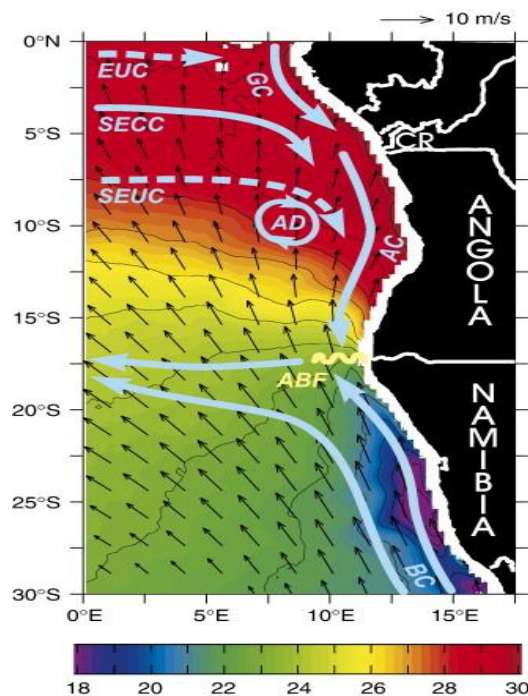 10 m/s
0°N
EUC
GC
5°S
SECC
CR
SEUC
10°S
AD
AC
ANGOLA
15°S
ABF
20°S
NAMIBIA
25°S
BC
30°S
0°E 5°E 10°E 15°E
18 20 22 24 26 28 30